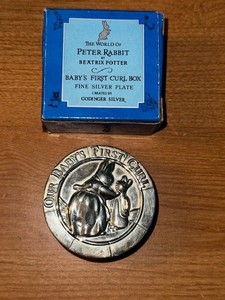 THE WORLD OF
PETER RABBIT
BY
BEATRIX POTTER
BABY'S FIRST CURL BOX
FINE SILVER PLATE
CREATED BY
GODINGER SILVER
OUR BABY'S FIRST CURL